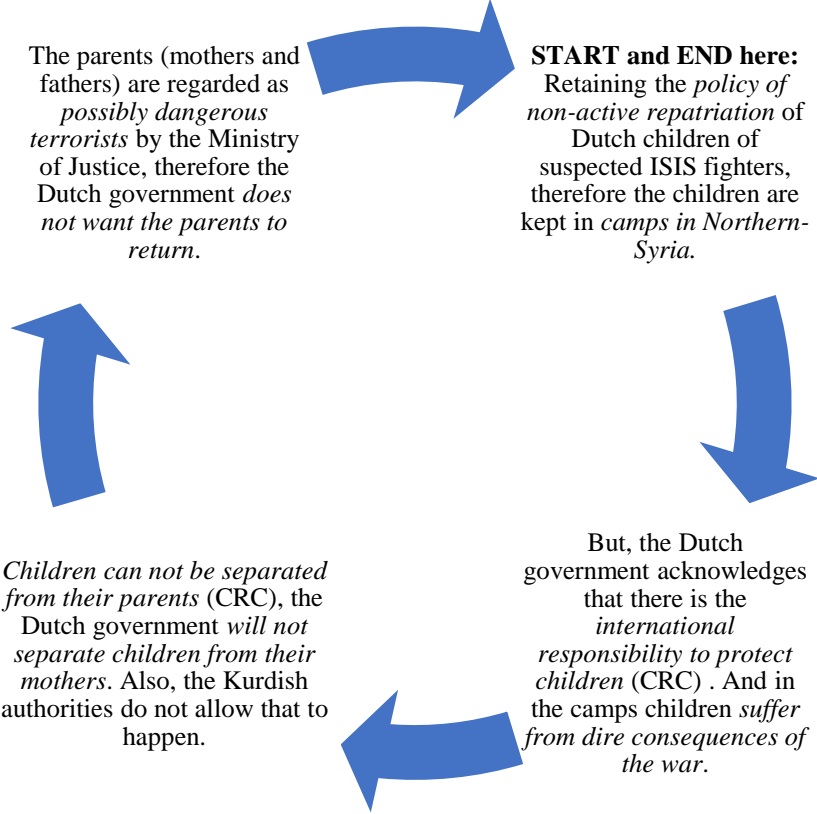 START and END here:
Retaining the policy of
non-active repatriation of
Dutch children of
suspected ISIS fighters,
therefore the children are
kept in camps in Northern-
Syria.
But, the Dutch
government acknowledges
that there is the
international
responsibility to protect
children (CRC) . And in
the camps children suffer
from dire consequences of
the war.
Children can not be separated
from their parents (CRC), the
Dutch government will not
separate children from their
mothers. Also, the Kurdish
authorities do not allow that to
happen.
The parents (mothers and
fathers) are regarded as
possibly dangerous
terrorists by the Ministry
of Justice, therefore the
Dutch government does
not want the parents to
return.